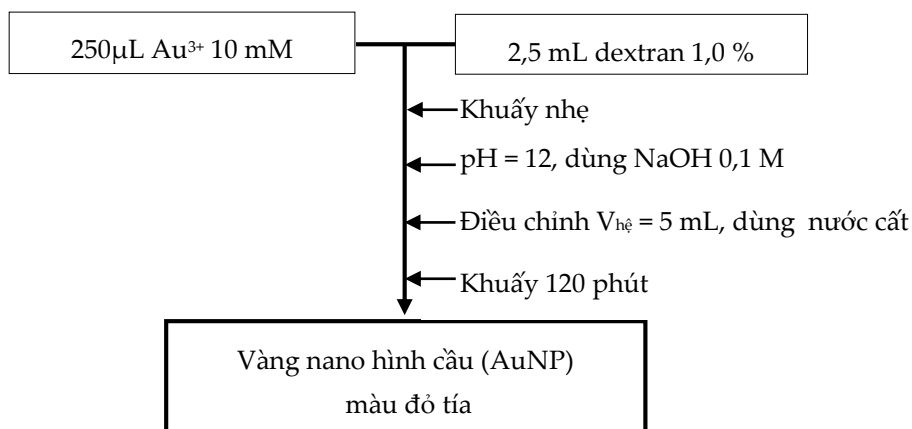 250µL Au³⁺ 10 mM
2,5 mL dextran 1,0 %
Khuấy nhẹ
pH = 12, dùng NaOH 0,1 M
Điều chỉnh Vhệ = 5 mL, dùng nước cất
Khuấy 120 phút
Vàng nano hình cầu (AuNP)
màu đỏ tía